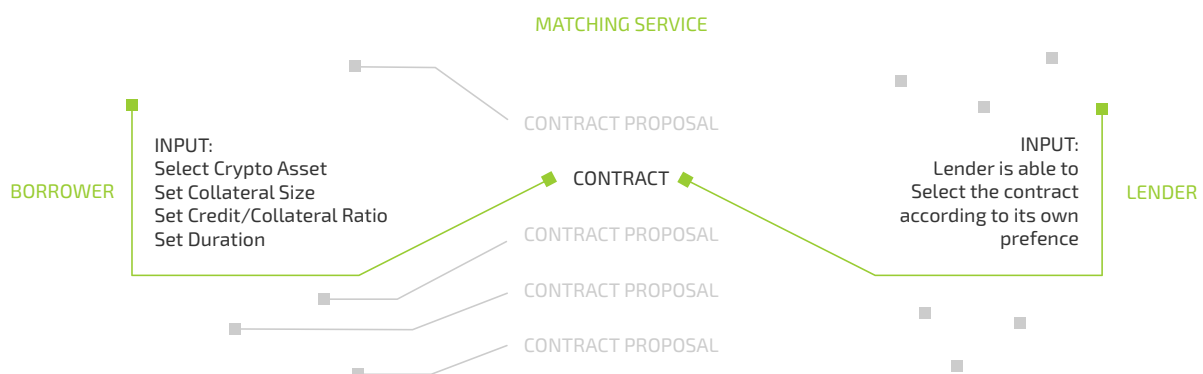 MATCHING SERVICE
CONTRACT PROPOSAL
BORROWER
INPUT:
Select Crypto Asset
Set Collateral Size
Set Credit/Collateral Ratio
Set Duration
CONTRACT
INPUT:
Lender is able to
Select the contract
according to its own
prefence
LENDER
CONTRACT PROPOSAL
CONTRACT PROPOSAL
CONTRACT PROPOSAL